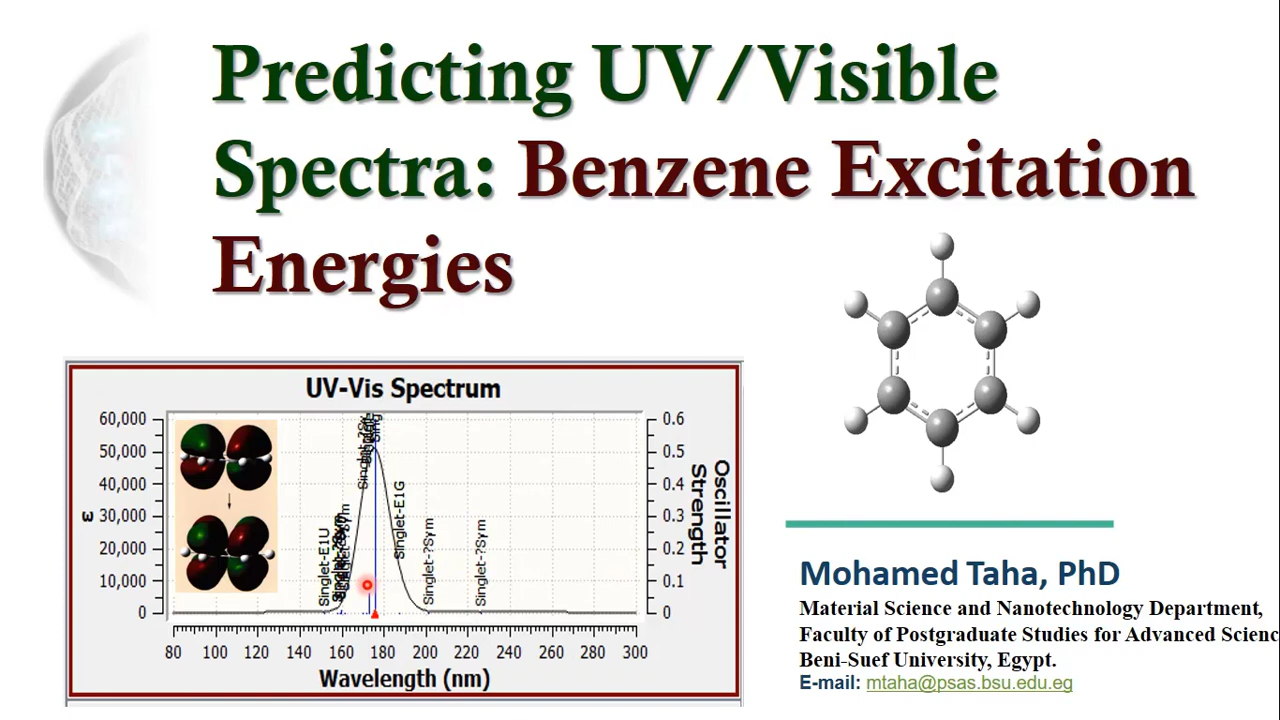 Predicting UV/Visible
Spectra: Benzene Excitation
Energies
UV-Vis Spectrum
60,000
50,000
40,000
30,000
20,000
10,000
0
ε
0.6
0.5
0.4
0.3
0.2
0.1
0
Oscillator
Strength
Singlet-E1U
Singlet-E1G
Singlet-?Sym
Singlet-?Sym
80 100 120 140 160 180 200 220 240 260 280 300
Wavelength (nm)
Mohamed Taha, PhD
Material Science and Nanotechnology Department,
Faculty of Postgraduate Studies for Advanced Scienc
Beni-Suef University, Egypt.
E-mail: mtaha@psas.bsu.edu.eg